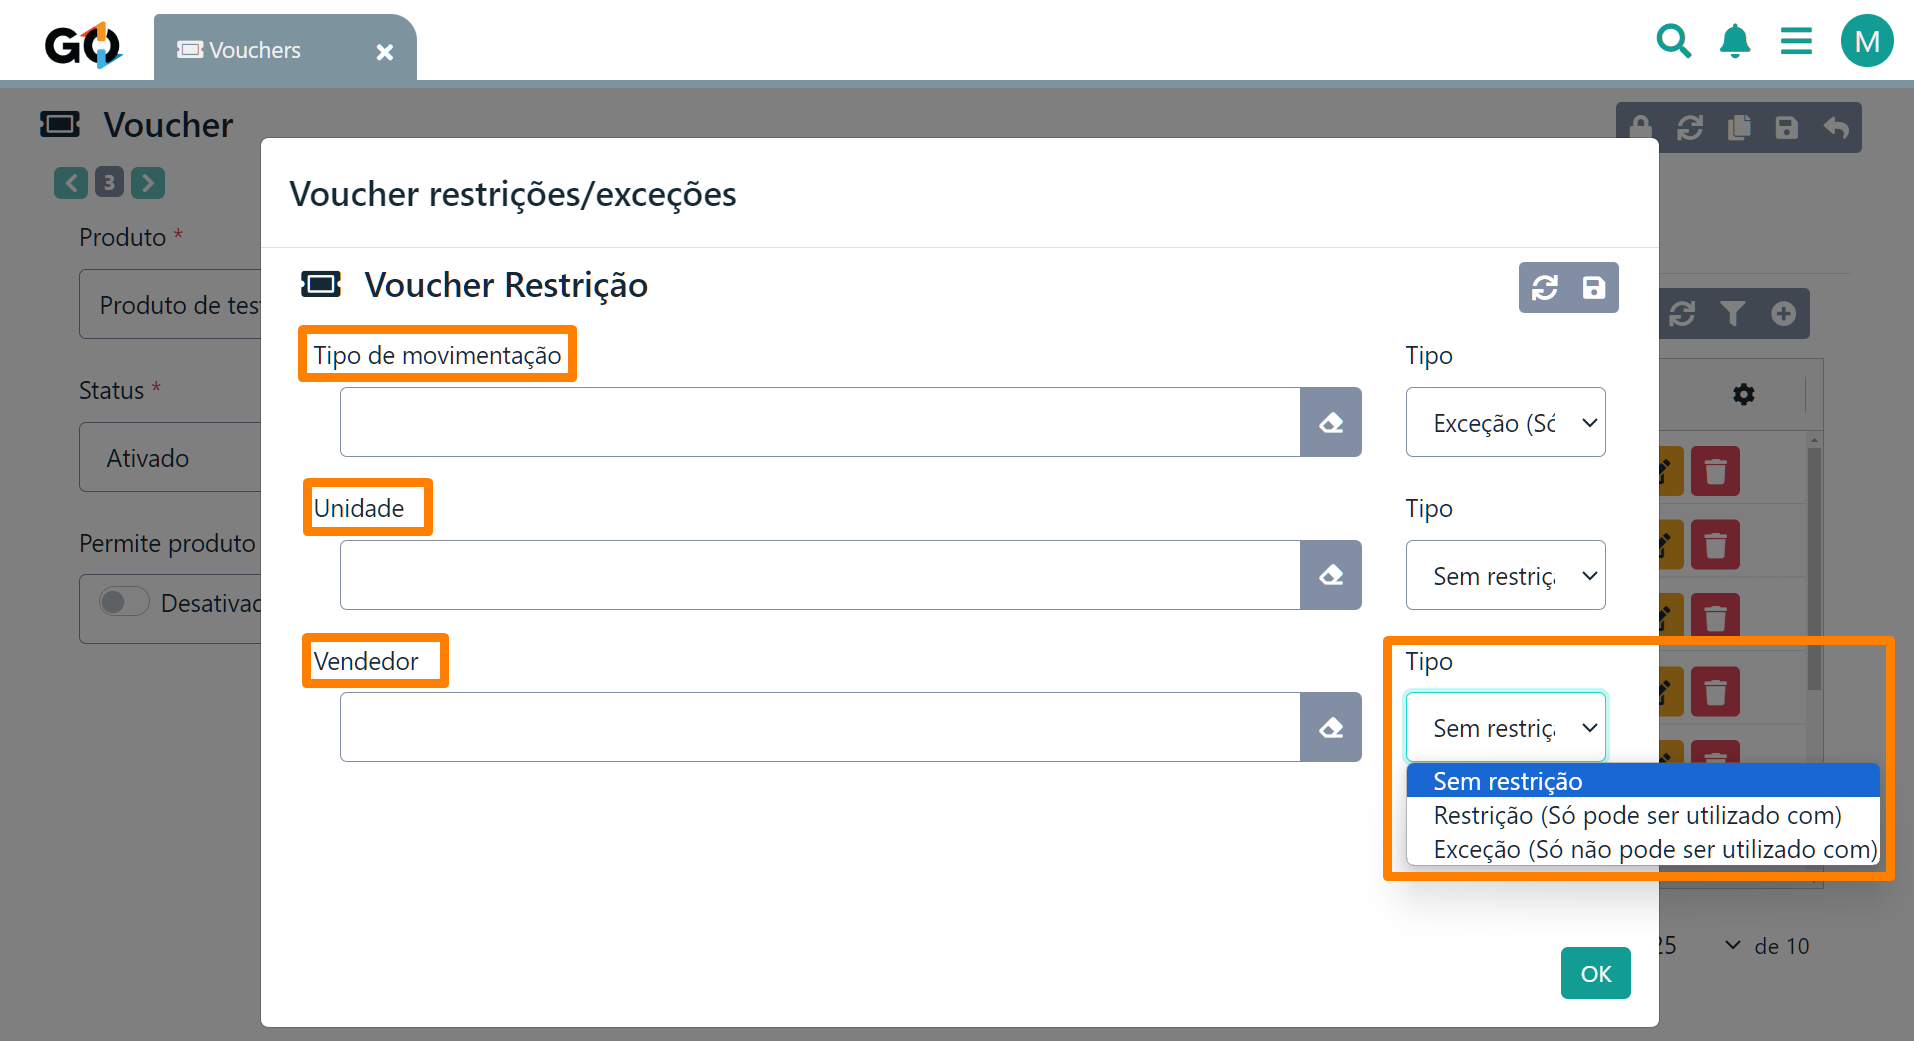 GO
Vouchers
M
Voucher
3
Produto *
Produto de tes
Status *
Ativado
Permite produto
Desativad
Voucher restrições/exceções
Voucher Restrição
Tipo de movimentação
Tipo
Exceção (Só
Unidade
Tipo
Sem restriça
Vendedor
Tipo
Sem restriça
Sem restrição
Restrição (Só pode ser utilizado com)
Exceção (Só não pode ser utilizado com)
25 de 10
OK